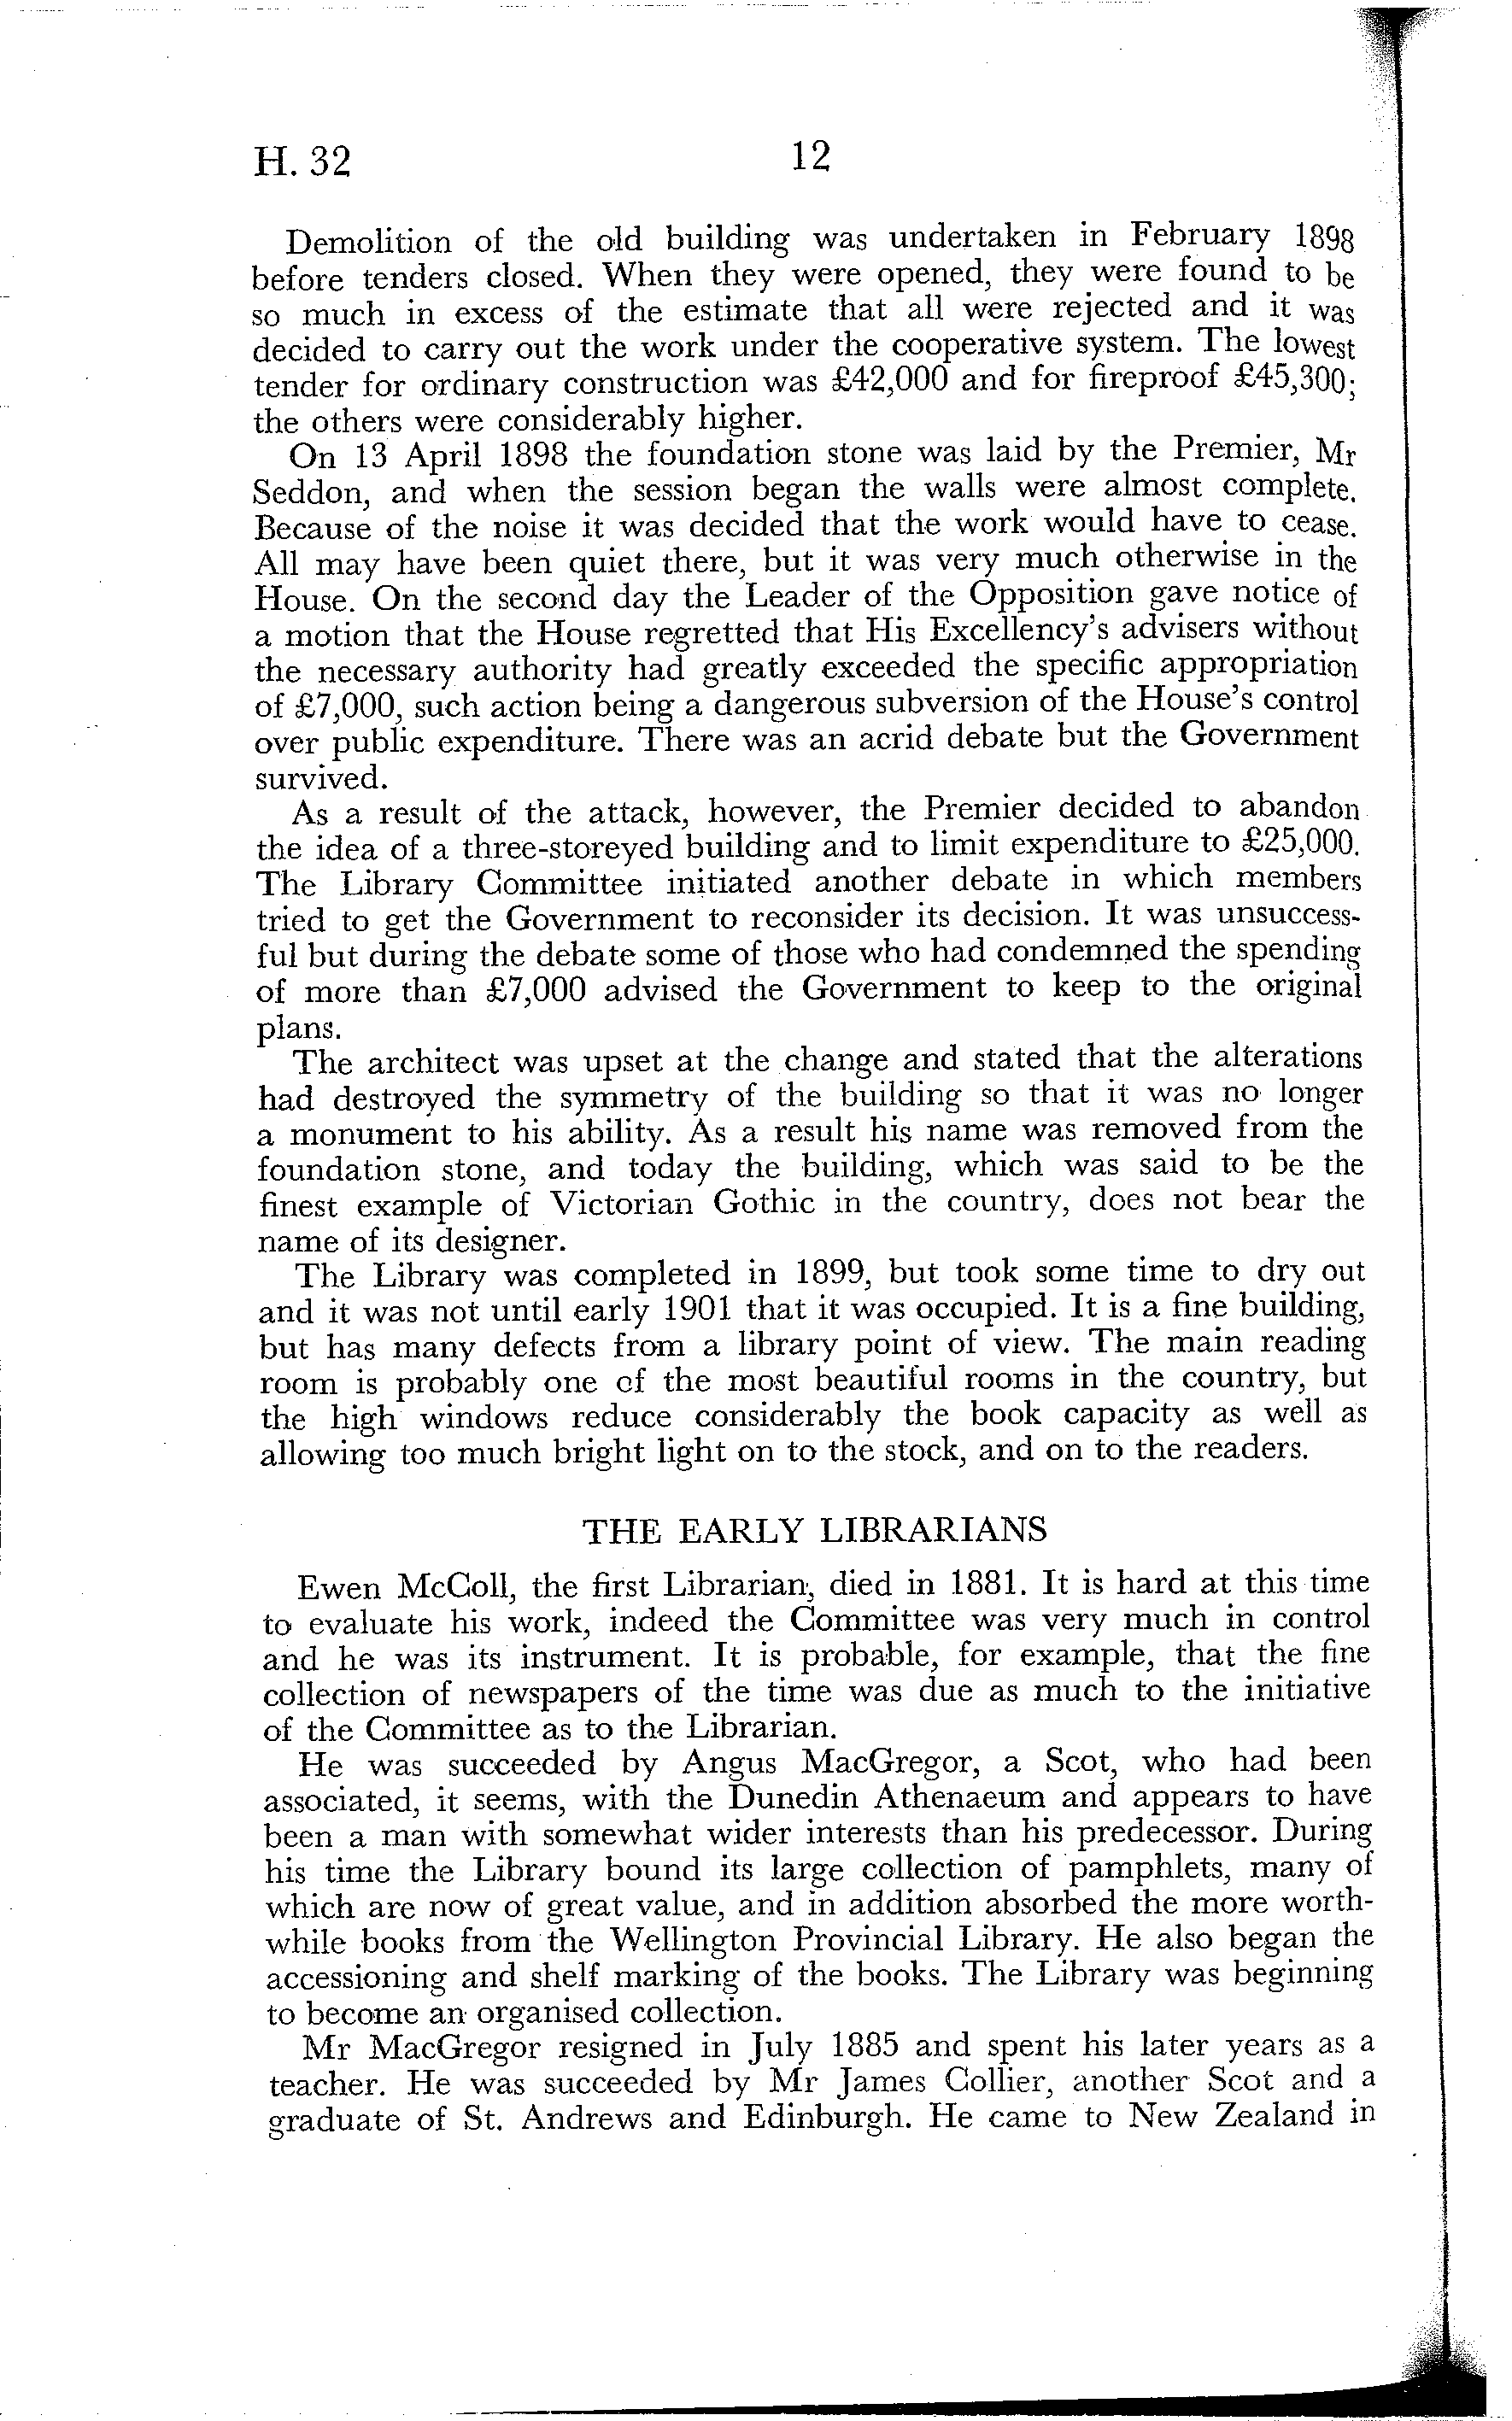 H. 32
12
Demolition of the old building was undertaken in February 1898
before tenders closed. When they were opened, they were found to be
so much in excess of the estimate that all were rejected and it was
decided to carry out the work under the cooperative system. The lowest
tender for ordinary construction was £42,000 and for fireproof £45,300;
the others were considerably higher.
On 13 April 1898 the foundation stone was laid by the Premier, Mr
Seddon, and when the session began the walls were almost complete.
Because of the noise it was decided that the work would have to cease.
All may have been quiet there, but it was very much otherwise in the
House. On the second day the Leader of the Opposition gave notice of
a motion that the House regretted that His Excellency's advisers without
the necessary authority had greatly exceeded the specific appropriation
of £7,000, such action being a dangerous subversion of the House's control
over public expenditure. There was an acrid debate but the Government
survived.
As a result of the attack, however, the Premier decided to abandon
the idea of a three-storeyed building and to limit expenditure to £25,000.
The Library Committee initiated another debate in which members
tried to get the Government to reconsider its decision. It was unsuccess-
ful but during the debate some of those who had condemned the spending
of more than £7,000 advised the Government to keep to the original
plans.
The architect was upset at the change and stated that the alterations
had destroyed the symmetry of the building so that it was no longer
a monument to his ability. As a result his name was removed from the
foundation stone, and today the building, which was said to be the
finest example of Victorian Gothic in the country, does not bear the
name of its designer.
The Library was completed in 1899, but took some time to dry out
and it was not until early 1901 that it was occupied. It is a fine building,
but has many defects from a library point of view. The main reading
room is probably one of the most beautiful rooms in the country, but
the high windows reduce considerably the book capacity as well as
allowing too much bright light on to the stock, and on to the readers.
THE EARLY LIBRARIANS
Ewen McColl, the first Librarian, died in 1881. It is hard at this time
to evaluate his work, indeed the Committee was very much in control
and he was its instrument. It is probable, for example, that the fine
collection of newspapers of the time was due as much to the initiative
of the Committee as to the Librarian.
He was succeeded by Angus MacGregor, a Scot, who had been
associated, it seems, with the Dunedin Athenaeum and appears to have
been a man with somewhat wider interests than his predecessor. During
his time the Library bound its large collection of pamphlets, many of
which are now of great value, and in addition absorbed the more worth-
while books from the Wellington Provincial Library. He also began the
accessioning and shelf marking of the books. The Library was beginning
to become an organised collection.
Mr MacGregor resigned in July 1885 and spent his later years as a
teacher. He was succeeded by Mr James Collier, another Scot and a
graduate of St. Andrews and Edinburgh. He came to New Zealand in